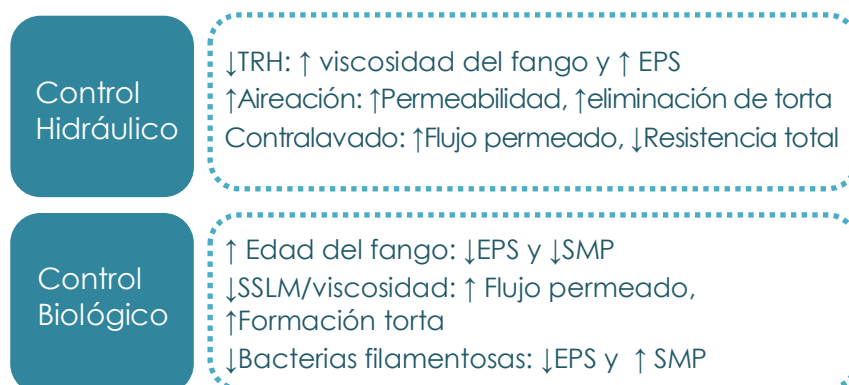 Control
Hidráulico
↓TRH: ↑ viscosidad del fango y ↑ EPS
↑Aireación: ↑Permeabilidad, ↑eliminación de torta
Contralavado: ↑Flujo permeado, ↓Resistencia total
Control
Biológico
↑ Edad del fango: ↓EPS y ↓SMP
↓SSLM/viscosidad: ↑ Flujo permeado,
↑Formación torta
↓Bacterias filamentosas: ↓EPS y ↑ SMP